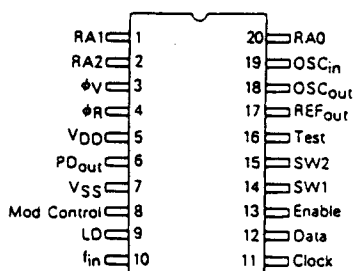 RA1 1 20 RA0
RA2 2 19 OSCin
ϕV 3 18 OSCout
ϕR 4 17 REFout
VDD 5 16 Test
PDout 6 15 SW2
VSS 7 14 SW1
Mod Control 8 13 Enable
LD 9 12 Data
fin 10 11 Clock